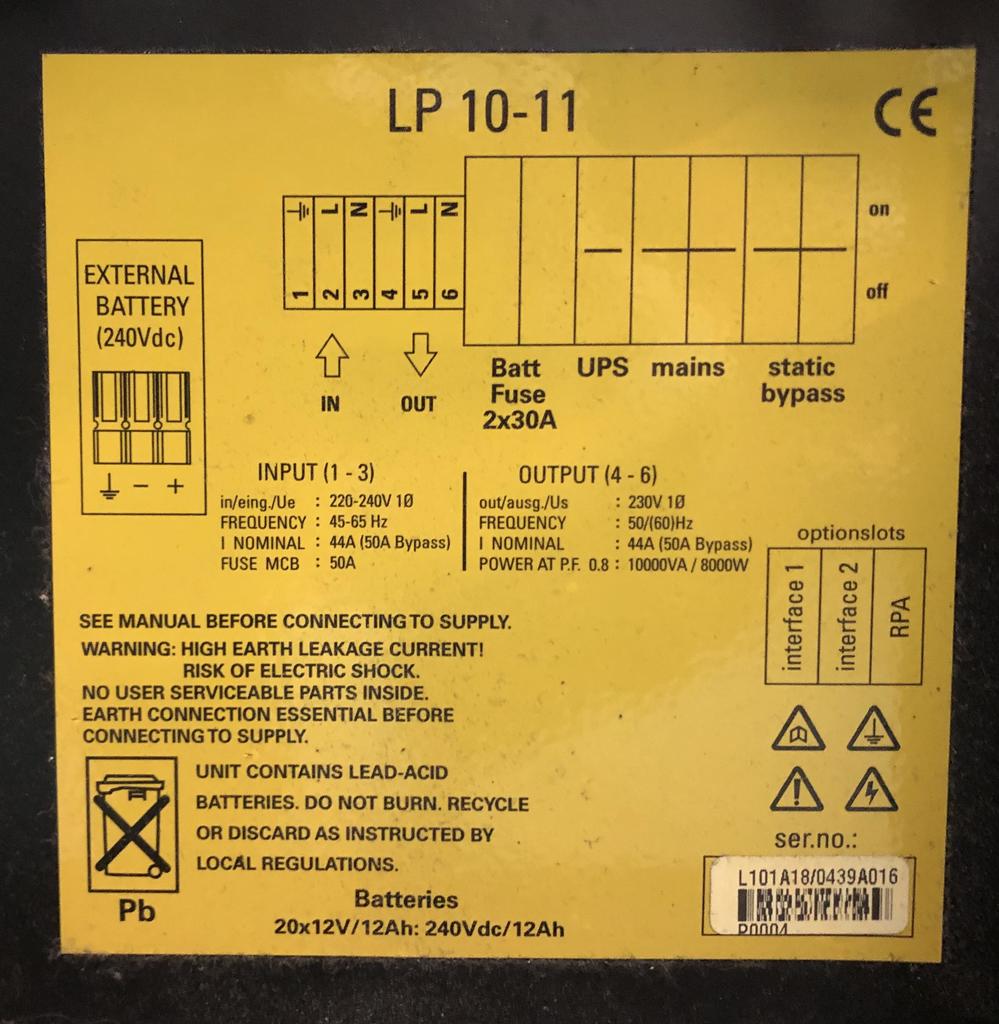 LP 10-11
CE
EXTERNAL
BATTERY
(240Vdc)
- +
1 2 3 4 5 6
L N L N
IN OUT
on
off
Batt
Fuse
2x30A
UPS
mains
static
bypass
INPUT (1 - 3)
in/eing./Ue : 220-240V 1Ø
FREQUENCY : 45-65 Hz
I NOMINAL : 44A (50A Bypass)
FUSE MCB : 50A
OUTPUT (4 - 6)
out/ausg./Us : 230V 1Ø
FREQUENCY : 50/(60)Hz
I NOMINAL : 44A (50A Bypass)
POWER AT P.F. 0.8 : 10000VA / 8000W
optionslots
interface 1
interface 2
RPA
SEE MANUAL BEFORE CONNECTING TO SUPPLY.
WARNING: HIGH EARTH LEAKAGE CURRENT!
RISK OF ELECTRIC SHOCK.
NO USER SERVICEABLE PARTS INSIDE.
EARTH CONNECTION ESSENTIAL BEFORE
CONNECTING TO SUPPLY.
UNIT CONTAINS LEAD-ACID
BATTERIES. DO NOT BURN. RECYCLE
OR DISCARD AS INSTRUCTED BY
LOCAL REGULATIONS.
Pb
Batteries
20x12V/12Ah: 240Vdc/12Ah
ser.no.:
L101A18/0439A016